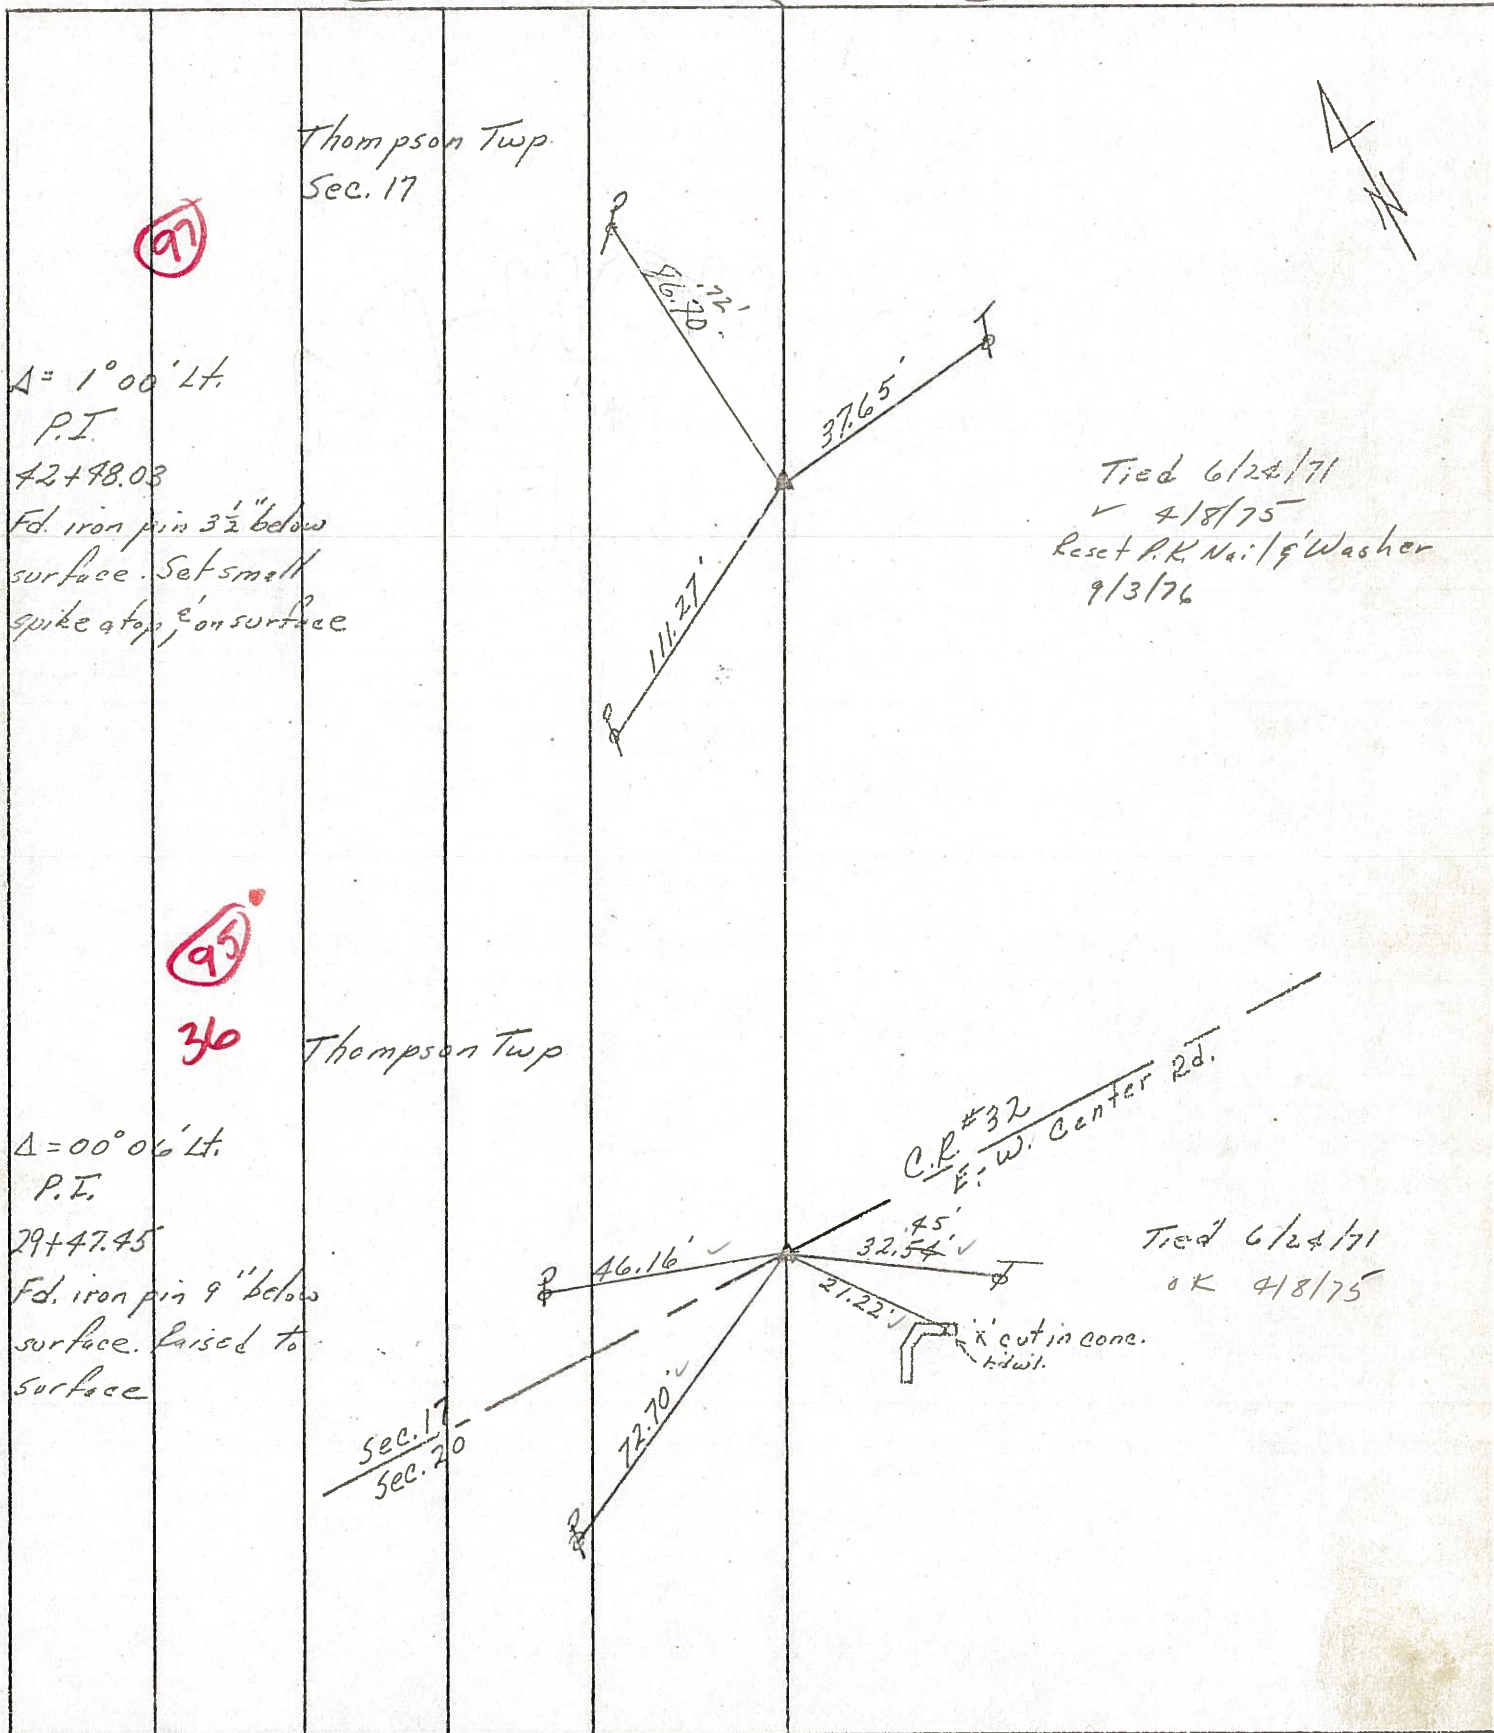 Thompson Twp.
Sec. 17
97
Δ= 1°00' Lt.
P.I.
42+48.03
Fd. iron pin 3½" below
surface. Set small
spike atop, & on surface
.72'
86.70
37.65'
111.27'
Tied 6/24/71
✓ 4/8/75
Reset P.K. Nail & Washer
9/3/76
N
95
36
Thompson Twp
Δ=00°06' Lt.
P.I.
29+47.45
Fd. iron pin 9" below
surface. Raised to
surface
C.R. #32
E.-W. Center Rd.
46.16' ✓
.45'
32.54' ✓
21.22' ✓
72.70' ✓
'x' cut in conc.
hdwl.
Sec. 17
Sec. 20
Tied 6/24/71
OK 4/8/75